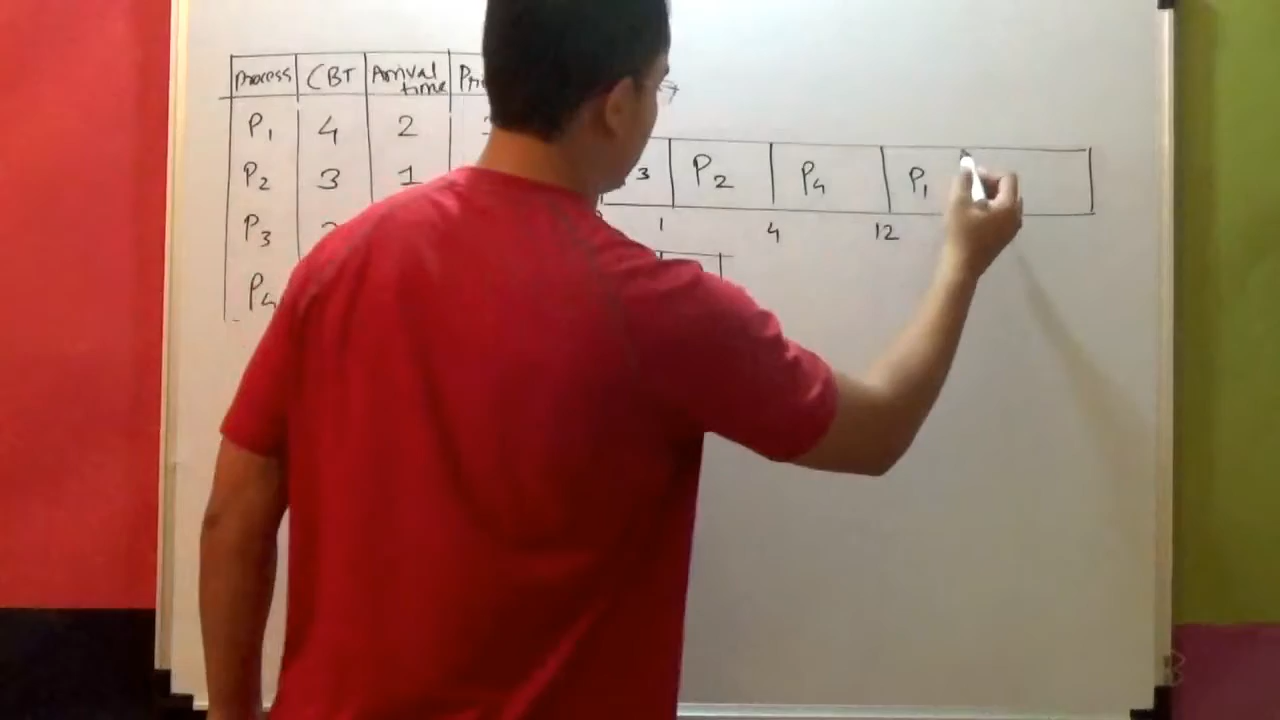 Process CBT Arrival time
P1 4 2
P2 3 1
P3
P4
3 P2 P4 P1
1 4 12